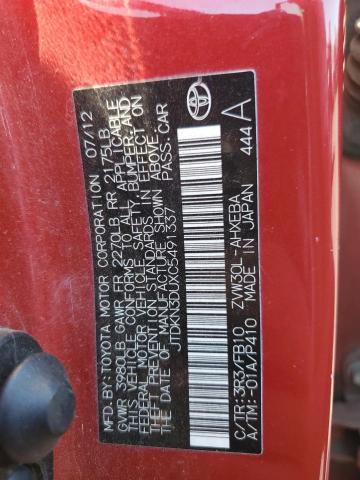 MFD.BY:TOYOTA MOTOR CORPORATION 07/12
GVWR 3980LB GAWR FR 2270LB RR 2175LB
THIS VEHICLE CONFORMS TO ALL APPLICABLE
FEDERAL MOTOR VEHICLE SAFETY, BUMPER, AND
THEFT PREVENTION STANDARDS IN EFFECT
ON THE DATE OF MANUFACTURE SHOWN ABOVE.
JTDKN3DUXC5491337 PASS.CAR
C/TR:3R3/FB10 ZVW30L-AHXEBA
A/TM:-01A/P410 MADE IN JAPAN 444 A